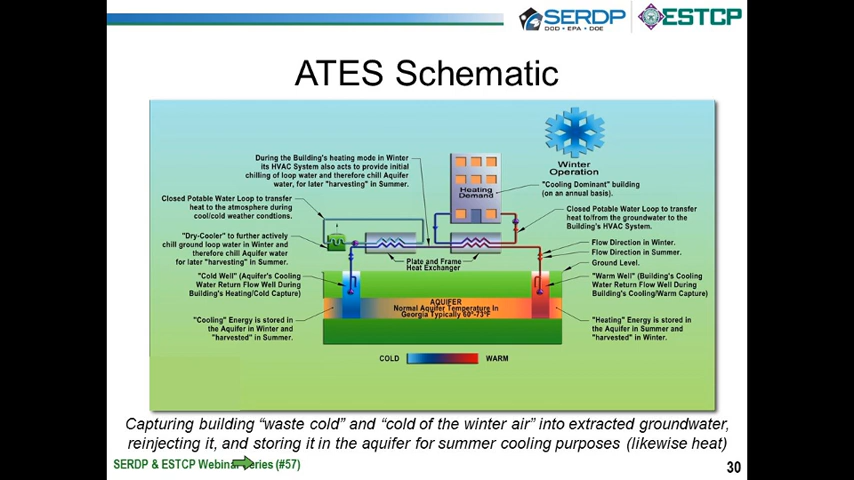 SERDP
DOD • EPA • DOE
ESTCP
ATES Schematic
During the Building's heating mode in Winter
its HVAC System also acts to provide initial
chilling of loop water and therefore chill Aquifer
water, for later "harvesting" in Summer.
Closed Potable Water Loop to transfer
heat to the atmosphere during
cool/cold weather condtions.
"Dry-Cooler" to further actively
chill ground loop water in Winter and
therefore chill Aquifer water
for later "harvesting" in Summer.
"Cold Well" (Aquifer's Cooling
Water Return Flow Well During
Building's Heating/Cold Capture)
"Cooling" Energy is stored in
the Aquifer in Winter and
"harvested" in Summer.
Heating
Demand
Plate and Frame
Heat Exchanger
AQUIFER
Normal Aquifer Temperature In
Georgia Typically 60°-73°F
Winter
Operation
"Cooling Dominant" building
(on an annual basis).
Closed Potable Water Loop to transfer
heat to/from the groundwater to the
Building's HVAC System.
Flow Direction in Winter.
Flow Direction in Summer.
Ground Level.
"Warm Well" (Building's Cooling
Water Return Flow Well During
Building's Cooling/Warm Capture)
"Heating" Energy is stored in
the Aquifer in Summer and
"harvested" in Winter.
COLD WARM
Capturing building “waste cold” and “cold of the winter air” into extracted groundwater,
reinjecting it, and storing it in the aquifer for summer cooling purposes (likewise heat)
SERDP & ESTCP Webinar eries (#57)
30